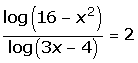 log(16 − x²)
log(3x − 4)
= 2